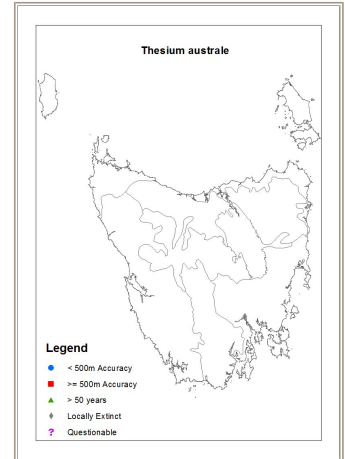 Thesium australe
Legend
< 500m Accuracy
>= 500m Accuracy
> 50 years
Locally Extinct
? Questionable